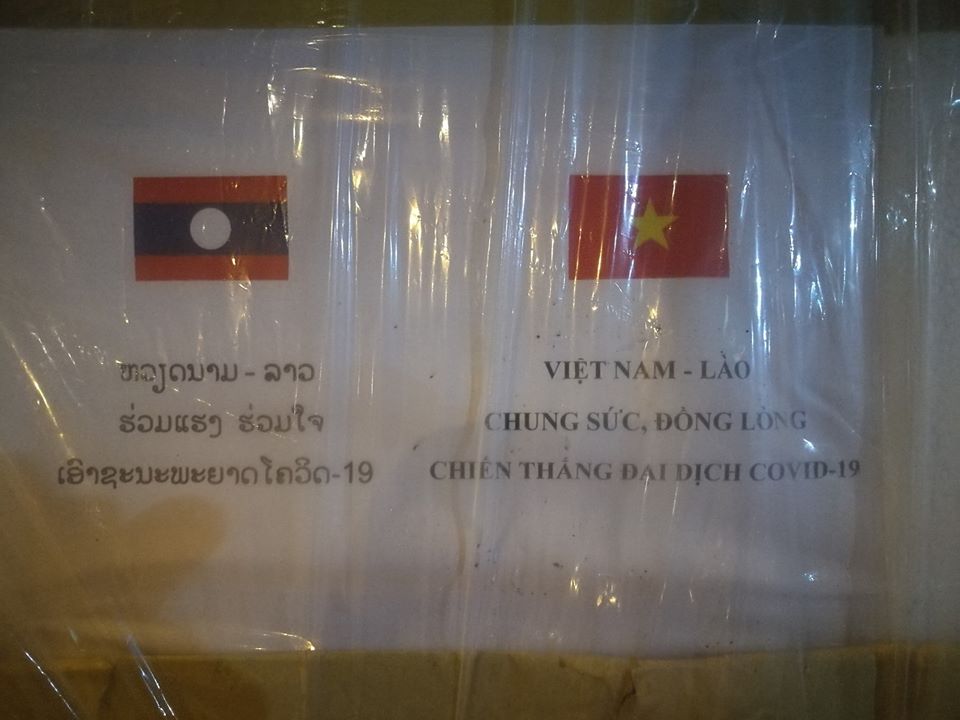 ຫວຽດນາມ - ລາວ
ຮ່ວມແຮງ ຮ່ວມໃຈ
ເອົາຊະນະພະຍາດໂຄວິດ-19
VIỆT NAM - LÀO
CHUNG SỨC, ĐỒNG LÒNG
CHIẾN THẮNG ĐẠI DỊCH COVID-19